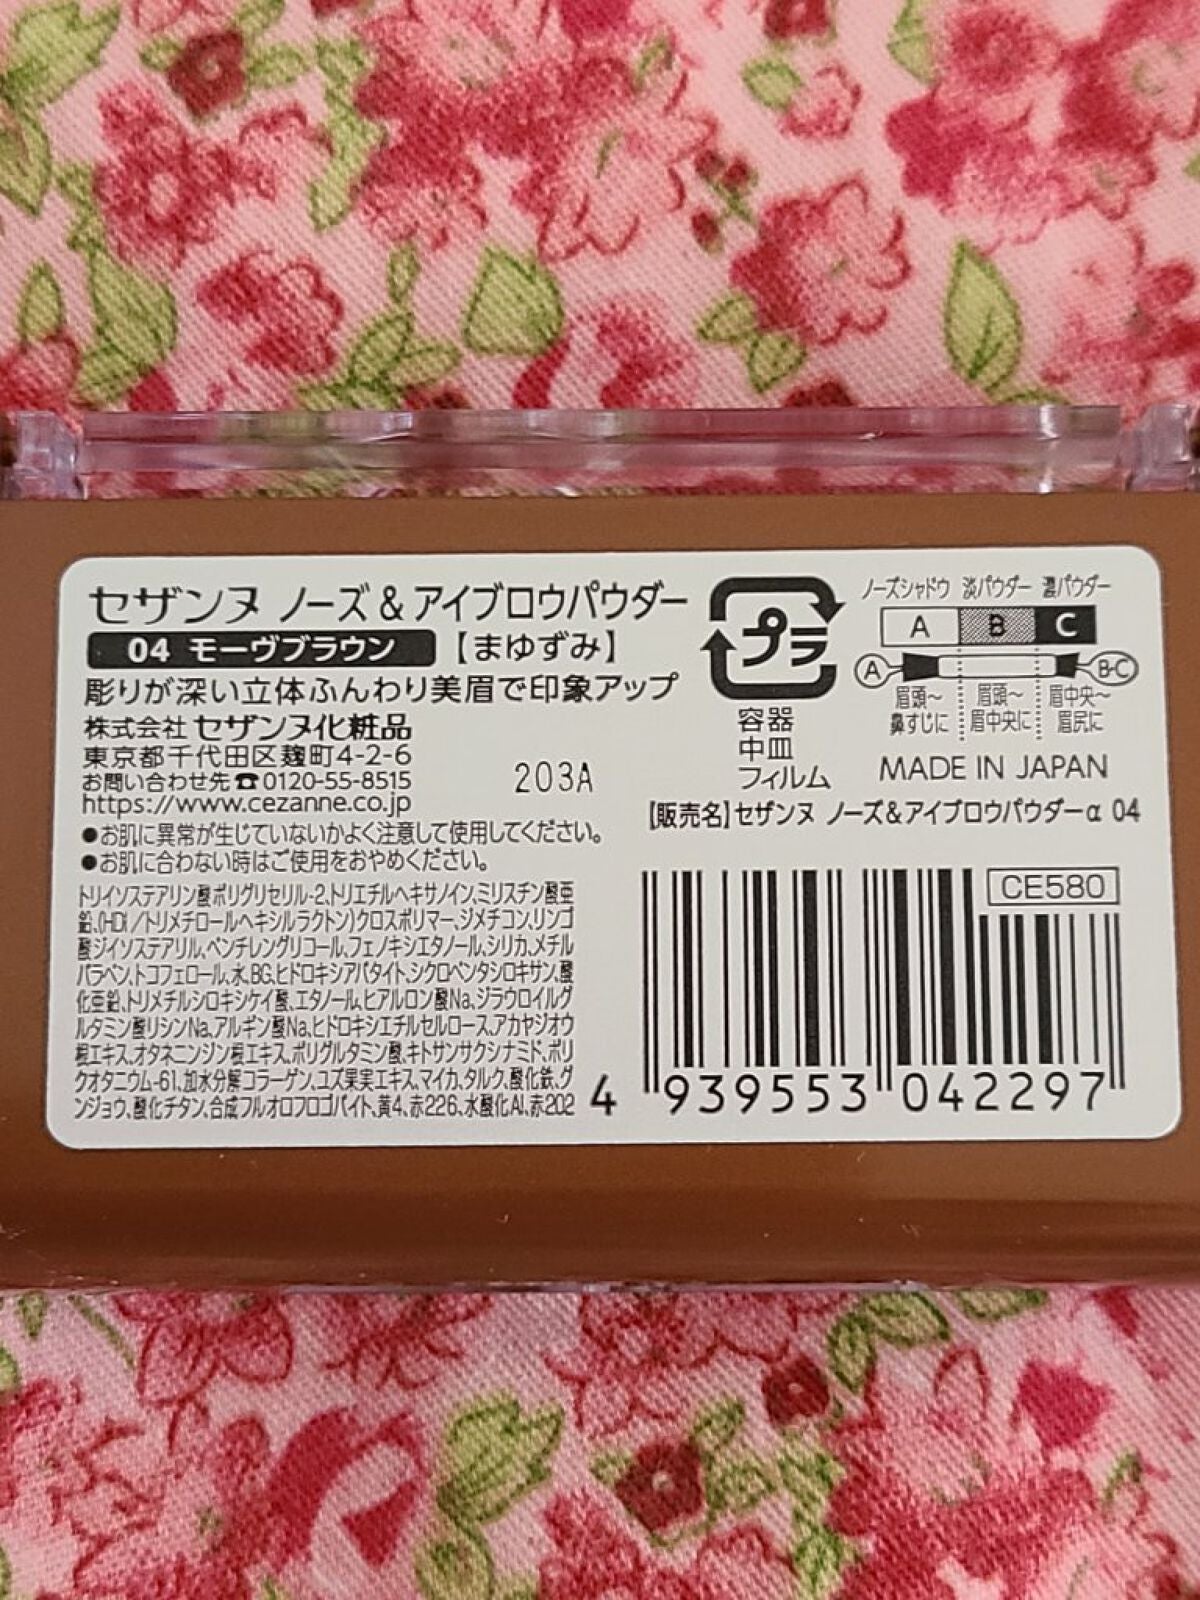 セザンヌ ノーズ&アイブロウパウダー
04 モーヴブラウン 【まゆずみ】
彫りが深い立体ふんわり美眉で印象アップ
株式会社 セザンヌ化粧品
東京都千代田区麹町4-2-6
お問い合わせ先☎0120-55-8515
https://www.cezanne.co.jp
203A
●お肌に異常が生じていないかよく注意して使用してください。
●お肌に合わない時はご使用をおやめください。
トリイソステアリン酸ポリグリセリル-2、トリエチルヘキサノイン、ミリスチン酸亜
鉛、(HDI/トリメチロールヘキシルラクトン)クロスポリマー、ジメチコン、リンゴ
酸ジイソステアリル、ペンチレングリコール、フェノキシエタノール、シリカ、メチル
パラベン、トコフェロール、水、BG、ヒドロキシアパタイト、シクロペンタシロキサン、酸
化亜鉛、トリメチルシロキシケイ酸、エタノール、ヒアルロン酸Na、ジラウロイルグ
ルタミン酸リシンNa、アルギン酸Na、ヒドロキシエチルセルロース、アカヤジオウ
根エキス、オタネニンジン根エキス、ポリグルタミン酸、キトサンサクシナミド、ポリ
クオタニウム-61、加水分解コラーゲン、ユズ果実エキス、マイカ、タルク、酸化鉄、グ
ンジョウ、酸化チタン、合成フルオロフロゴパイト、黄4、赤226、水酸化Al、赤202
プラ
容器
中皿
フィルム
ノーズシャドウ 淡パウダー 濃パウダー
A B C
A B・C
眉頭〜 眉頭〜 眉中央〜
鼻すじに 眉中央に 眉尻に
MADE IN JAPAN
【販売名】セザンヌ ノーズ&アイブロウパウダーα 04
CE580
4 939553 042297